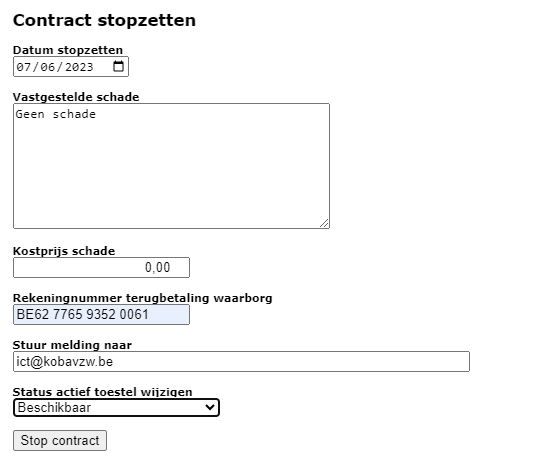 Contract stopzetten
Datum stopzetten
07/06/2023
Vastgestelde schade
Geen schade
Kostprijs schade
0,00
Rekeningnummer terugbetaling waarborg
BE62 7765 9352 0061
Stuur melding naar
ict@kobavzw.be
Status actief toestel wijzigen
Beschikbaar
Stop contract